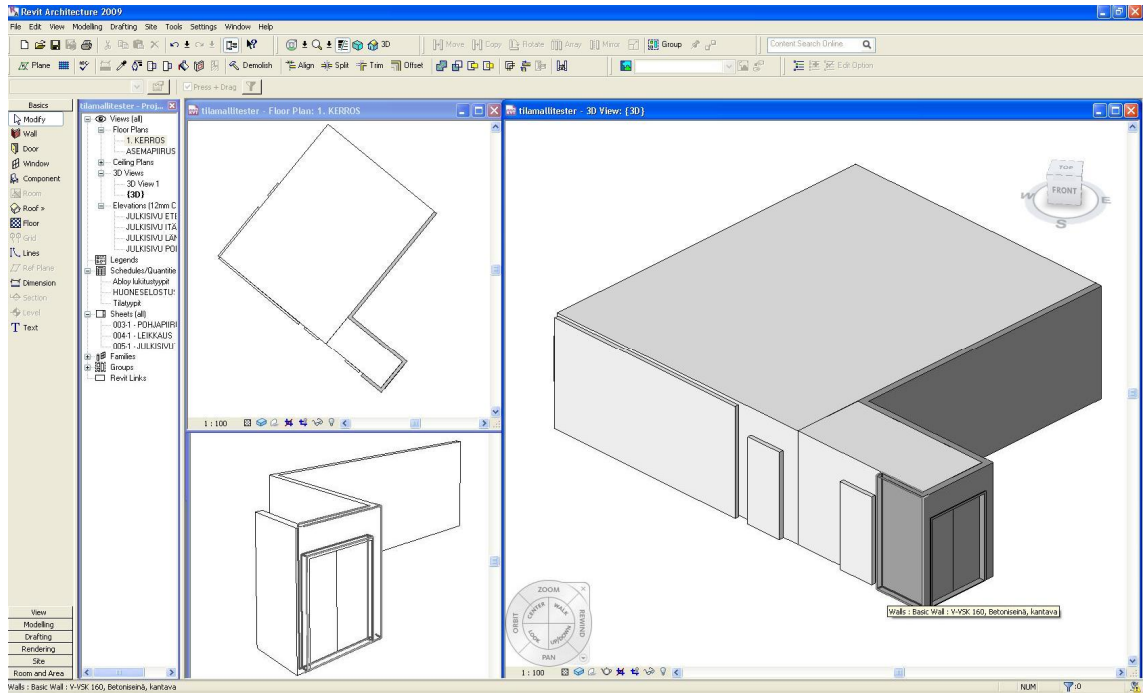 Revit Architecture 2009
File Edit View Modelling Drafting Site Tools Settings Window Help
3D Move Copy Rotate Array Mirror Group Content Search Online
Plane Demolish Align Split Trim Offset Edit Option
Press + Drag
Basics
Modify
Wall
Door
Window
Component
Room
Roof »
Floor
Grid
Lines
Ref Plane
Dimension
Section
Level
Text
View
Modelling
Drafting
Rendering
Site
Room and Area
tilamallitester - Proj...
Views (all)
Floor Plans
1. KERROS
ASEMAPIIRUS
Ceiling Plans
3D Views
3D View 1
{3D}
Elevations (12mm C
JULKISIVU ETE
JULKISIVU ITÄ
JULKISIVU LÄN
JULKISIVU POI
Legends
Schedules/Quantitie
Abloy lukitustyypit
HUONESELOSTU
Tilatyypit
Sheets (all)
003-1 - POHJAPIIRU
004-1 - LEIKKAUS
005-1 - JULKISIVU
Families
Groups
Revit Links
tilamallitester - Floor Plan: 1. KERROS
1 : 100
tilamallitester - 3D View: {3D}
TOP
FRONT
W
E
S
ZOOM
CENTER
WALK
ORBIT
REWIND
LOOK
UP/DOWN
PAN
Walls : Basic Wall : V-VSK 160, Betoniseinä, kantava
1 : 100
Walls : Basic Wall : V-VSK 160, Betoniseinä, kantava
NUM
:0